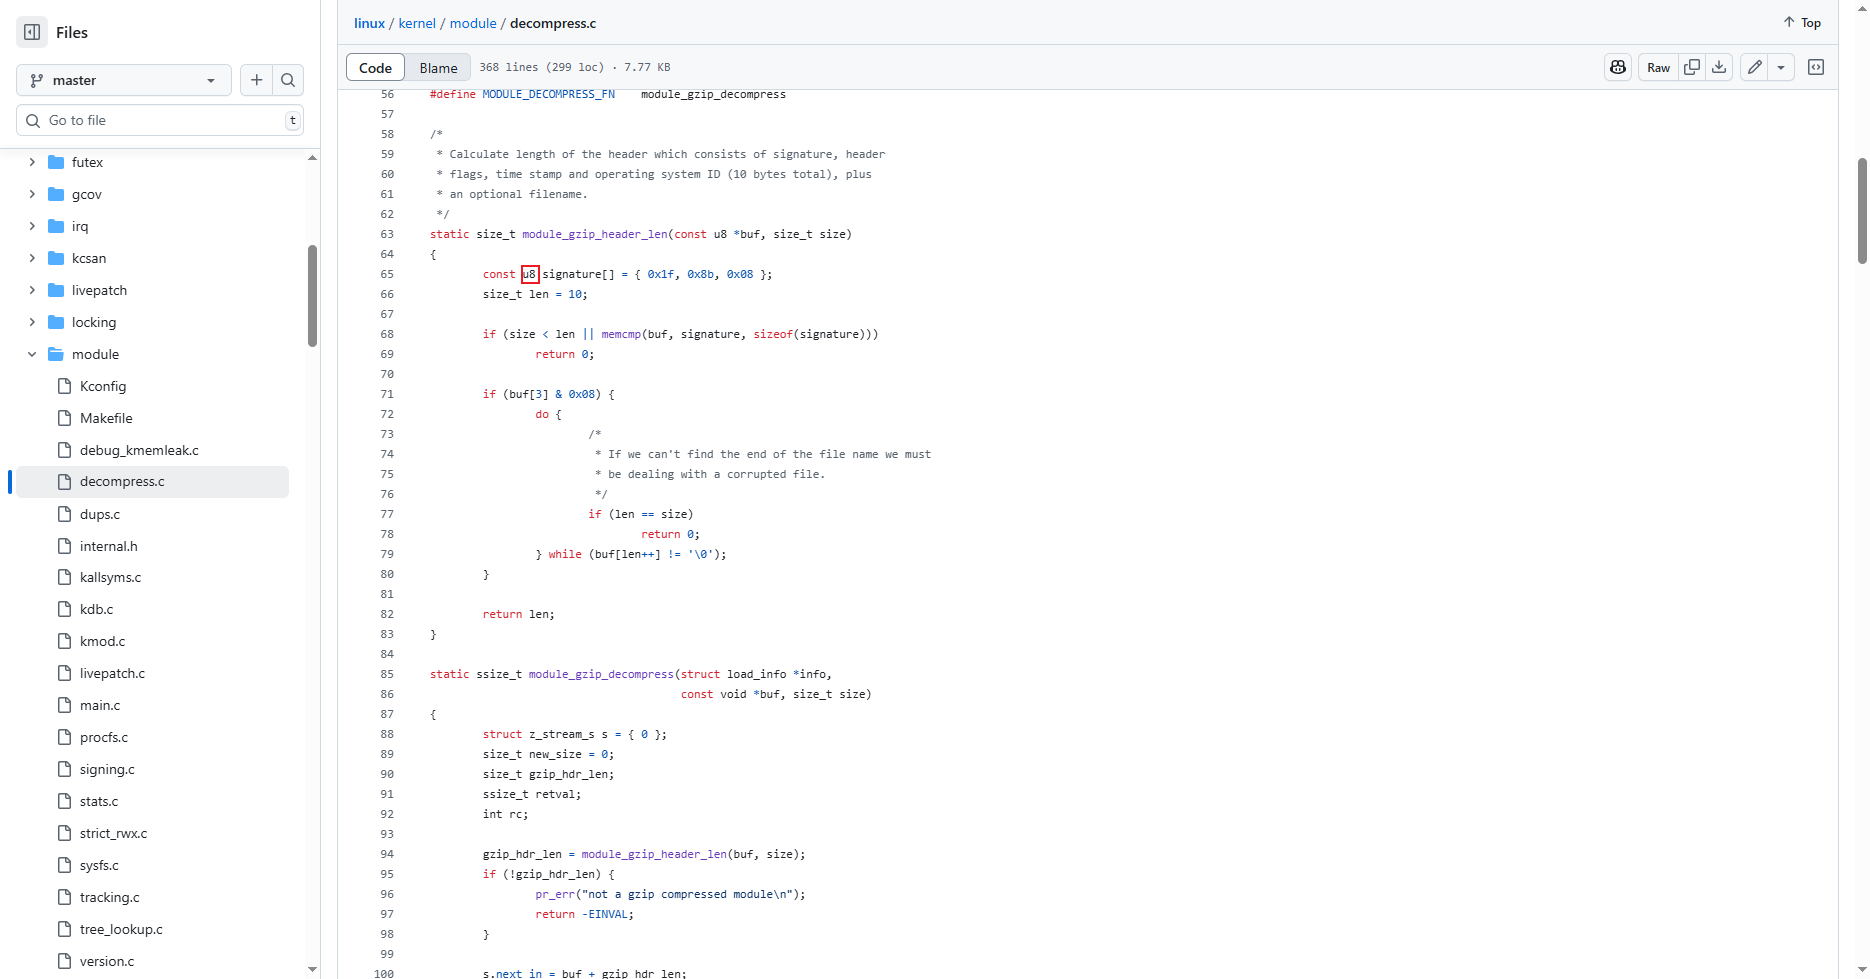 Files
master
Go to file
t
futex
gcov
irq
kcsan
livepatch
locking
module
Kconfig
Makefile
debug_kmemleak.c
decompress.c
dups.c
internal.h
kallsyms.c
kdb.c
kmod.c
livepatch.c
main.c
procfs.c
signing.c
stats.c
strict_rwx.c
sysfs.c
tracking.c
tree_lookup.c
version.c
linux / kernel / module / decompress.c
Top
Code Blame 368 lines (299 loc) · 7.77 KB
Raw
56 #define MODULE_DECOMPRESS_FN module_gzip_decompress
57
58 /*
59 * Calculate length of the header which consists of signature, header
60 * flags, time stamp and operating system ID (10 bytes total), plus
61 * an optional filename.
62 */
63 static size_t module_gzip_header_len(const u8 *buf, size_t size)
64 {
65 const u8 signature[] = { 0x1f, 0x8b, 0x08 };
66 size_t len = 10;
67
68 if (size < len || memcmp(buf, signature, sizeof(signature)))
69 return 0;
70
71 if (buf[3] & 0x08) {
72 do {
73 /*
74 * If we can't find the end of the file name we must
75 * be dealing with a corrupted file.
76 */
77 if (len == size)
78 return 0;
79 } while (buf[len++] != '\0');
80 }
81
82 return len;
83 }
84
85 static ssize_t module_gzip_decompress(struct load_info *info,
86 const void *buf, size_t size)
87 {
88 struct z_stream_s s = { 0 };
89 size_t new_size = 0;
90 size_t gzip_hdr_len;
91 ssize_t retval;
92 int rc;
93
94 gzip_hdr_len = module_gzip_header_len(buf, size);
95 if (!gzip_hdr_len) {
96 pr_err("not a gzip compressed module\n");
97 return -EINVAL;
98 }
99
100 s.next_in = buf + gzip_hdr_len;